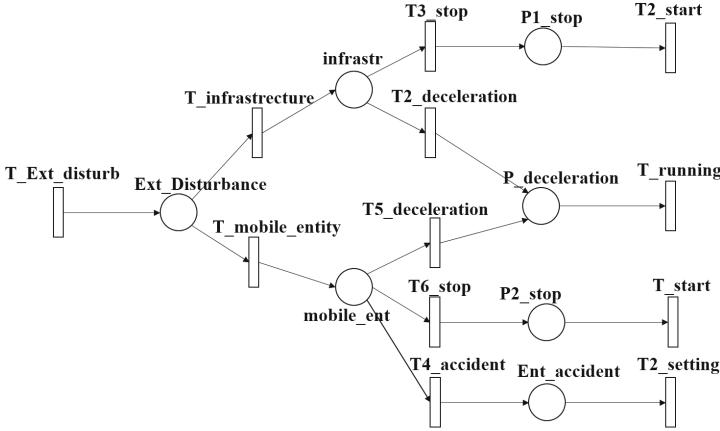 T3_stop
P1_stop
T2_start
infrastr
T_infrastrecture
T2_deceleration
T_Ext_disturb
Ext_Disturbance
P_deceleration
T_running
T_mobile_entity
T5_deceleration
T6_stop
P2_stop
T_start
mobile_ent
T4_accident
Ent_accident
T2_setting